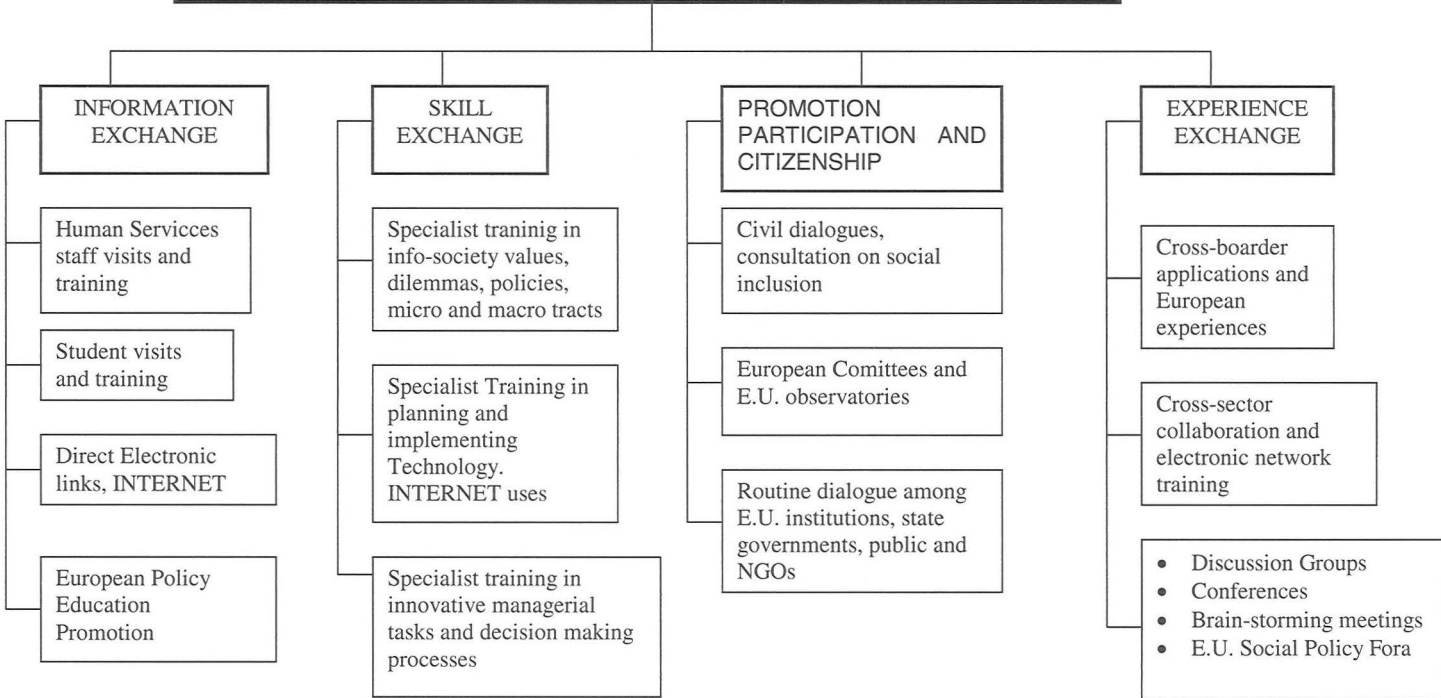 INFORMATION
EXCHANGE
Human Servicces
staff visits and
training
Student visits
and training
Direct Electronic
links, INTERNET
European Policy
Education
Promotion
SKILL
EXCHANGE
Specialist traninig in
info-society values,
dilemmas, policies,
micro and macro tracts
Specialist Training in
planning and
implementing
Technology.
INTERNET uses
Specialist training in
innovative managerial
tasks and decision making
processes
PROMOTION
PARTICIPATION AND
CITIZENSHIP
Civil dialogues,
consultation on social
inclusion
European Comittees and
E.U. observatories
Routine dialogue among
E.U. institutions, state
governments, public and
NGOs
EXPERIENCE
EXCHANGE
Cross-boarder
applications and
European
experiences
Cross-sector
collaboration and
electronic network
training
• Discussion Groups
• Conferences
• Brain-storming meetings
• E.U. Social Policy Fora